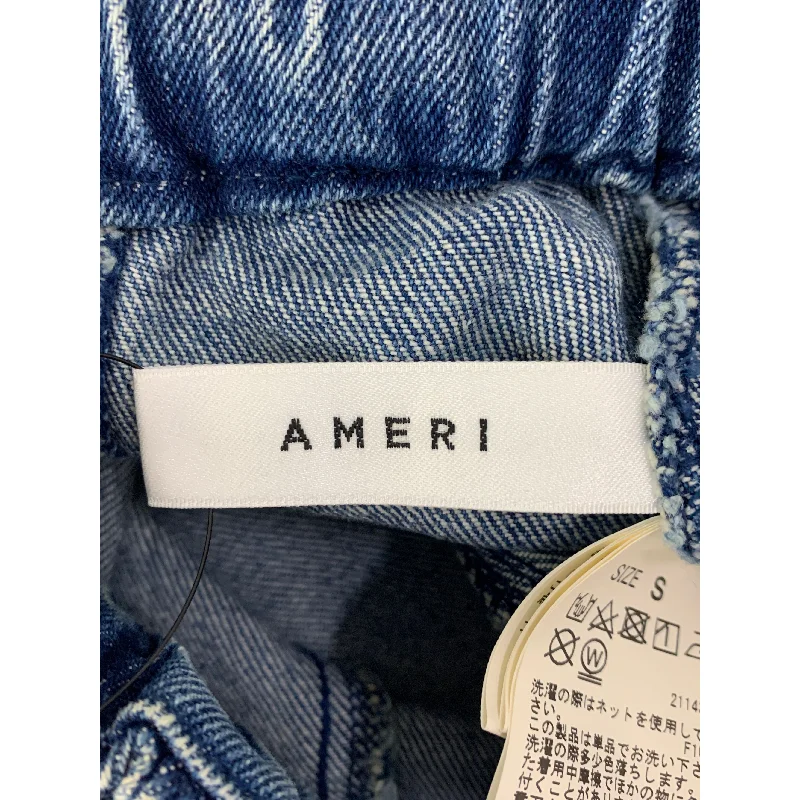 AMERI
SIZE S
W
2114
F10
洗濯の際はネットを使用して
さい。
この製品は単品でお洗い下さ
洗濯の際多少色落ちします。
た着用中摩擦でほかの物に
付くことがあり